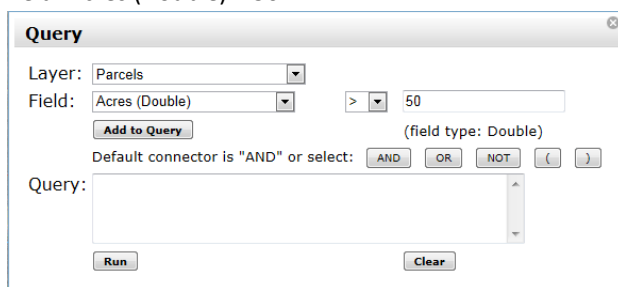 Query
Layer: Parcels
Field: Acres (Double) > 50
Add to Query (field type: Double)
Default connector is "AND" or select: AND OR NOT ( )
Query:
Run Clear